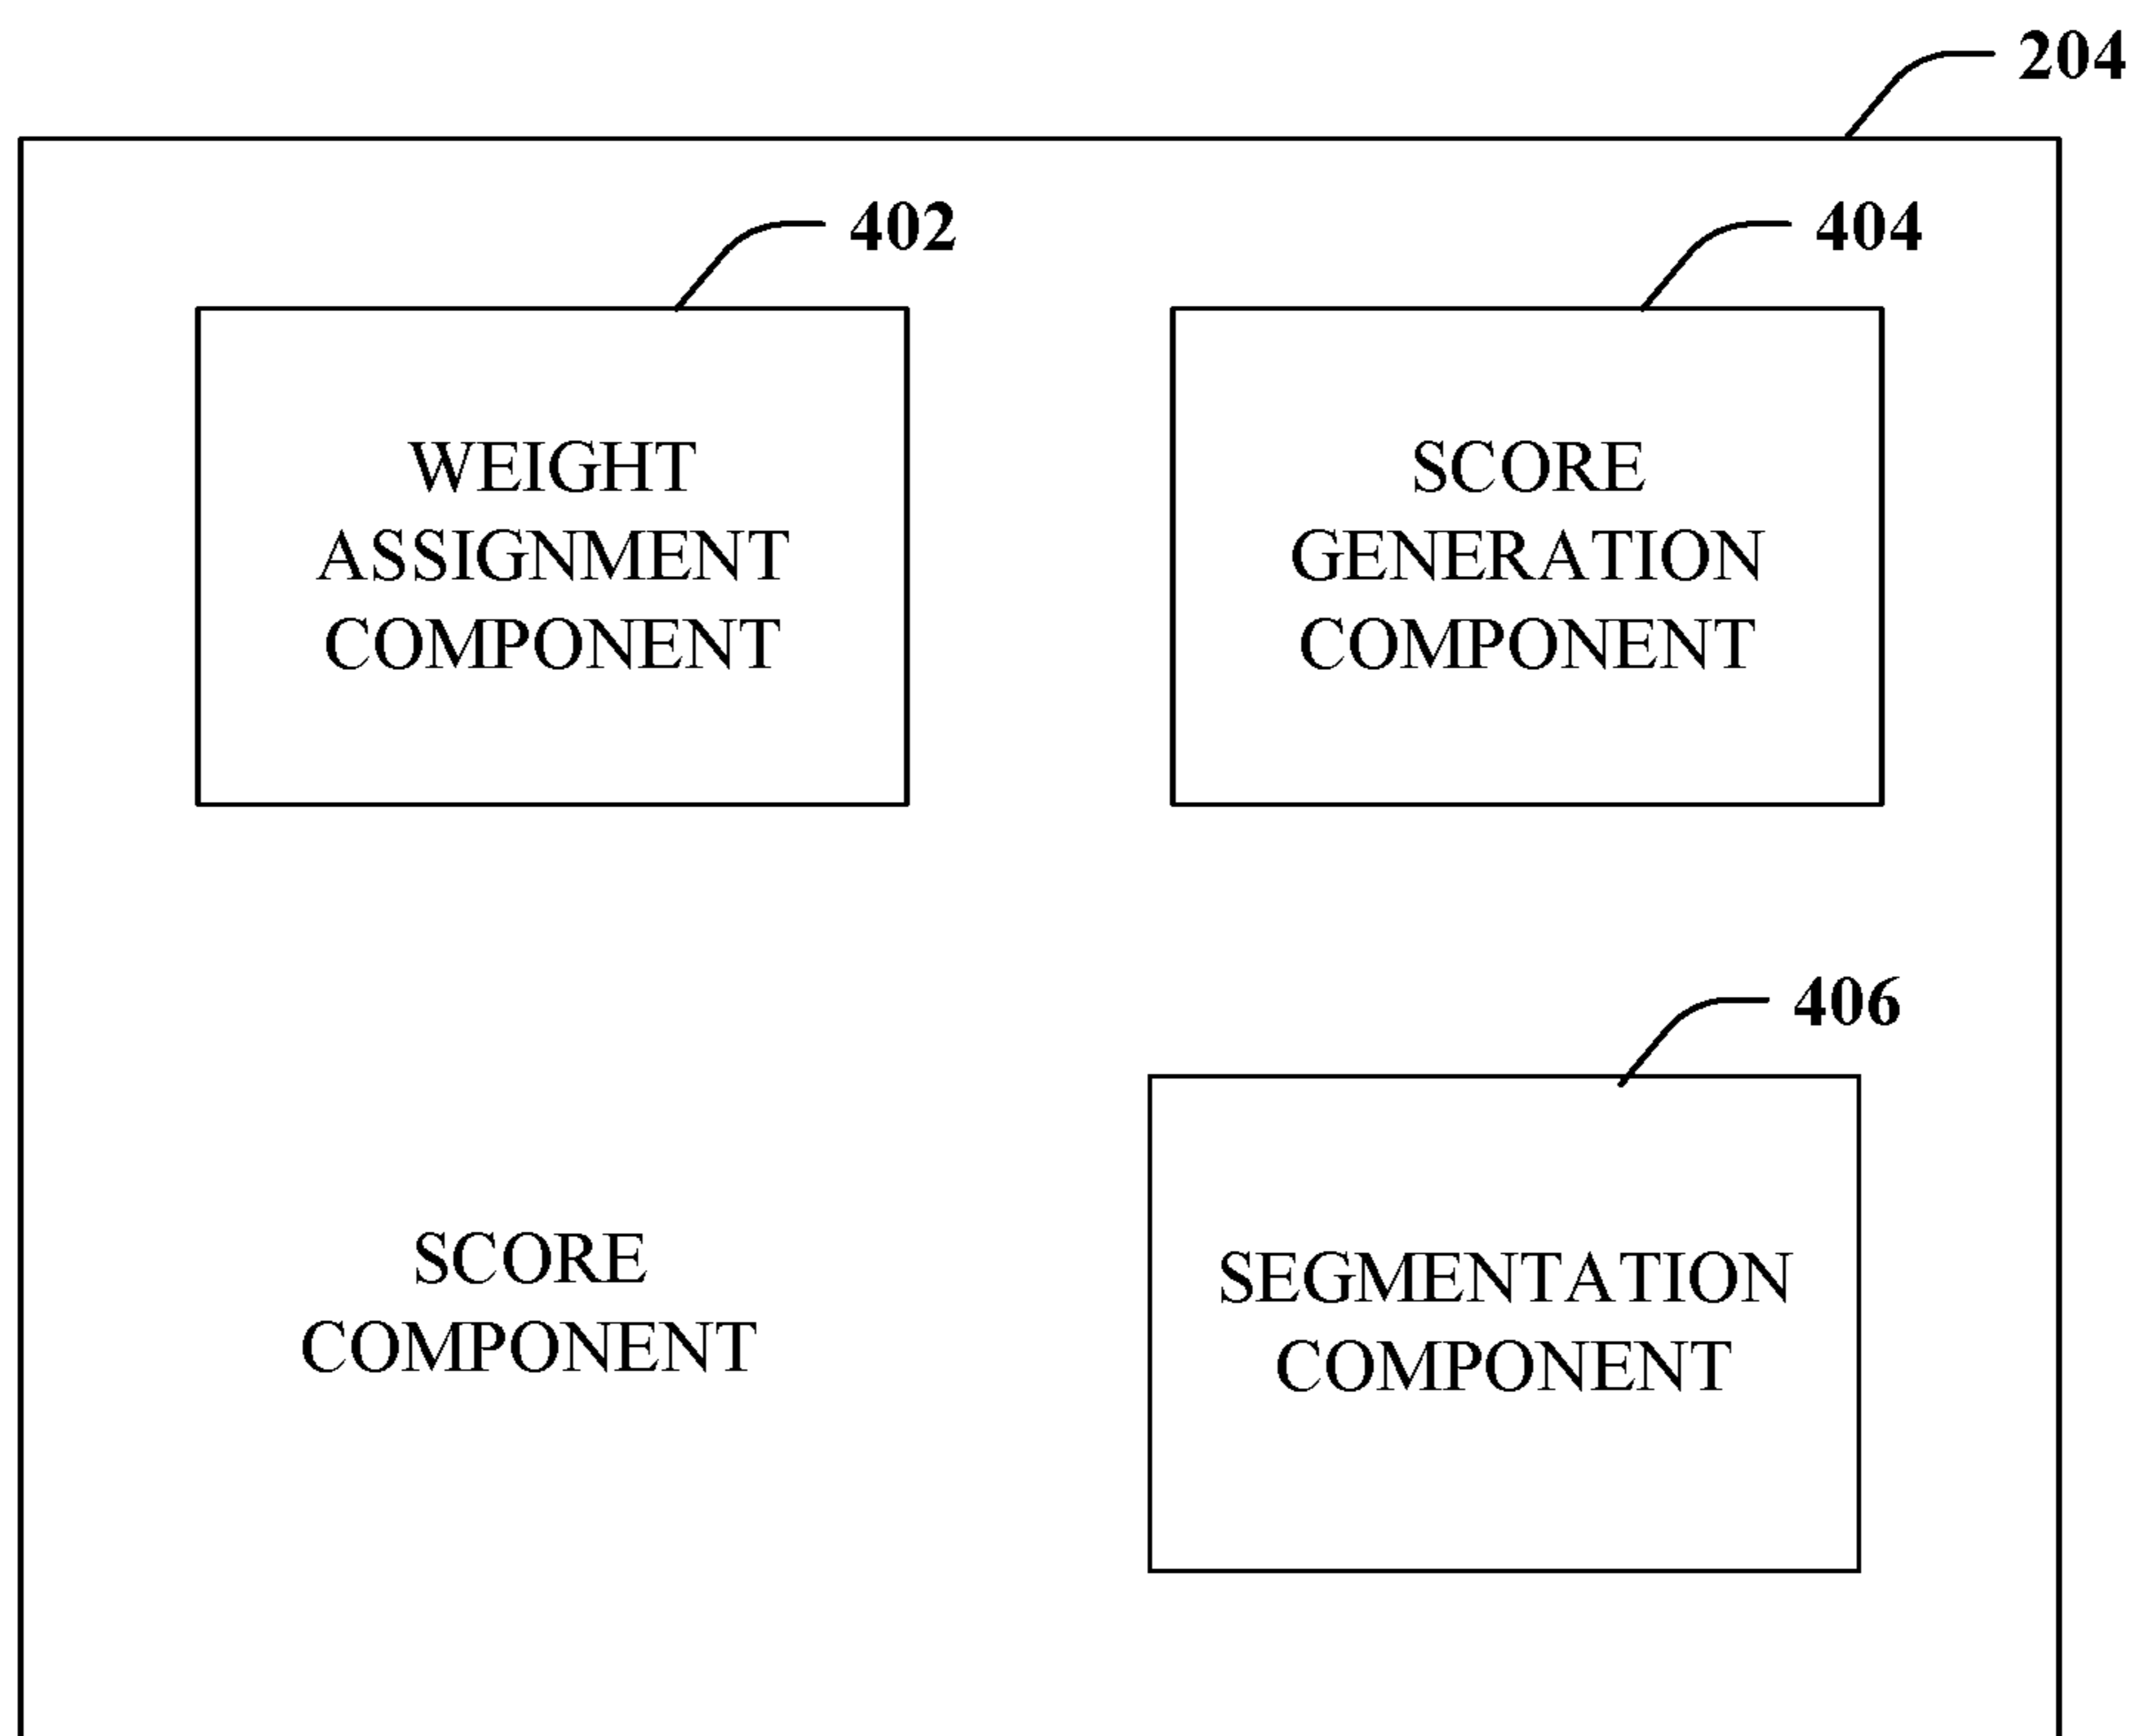 204
402
404
WEIGHT
ASSIGNMENT
COMPONENT
SCORE
GENERATION
COMPONENT
406
SCORE
COMPONENT
SEGMENTATION
COMPONENT